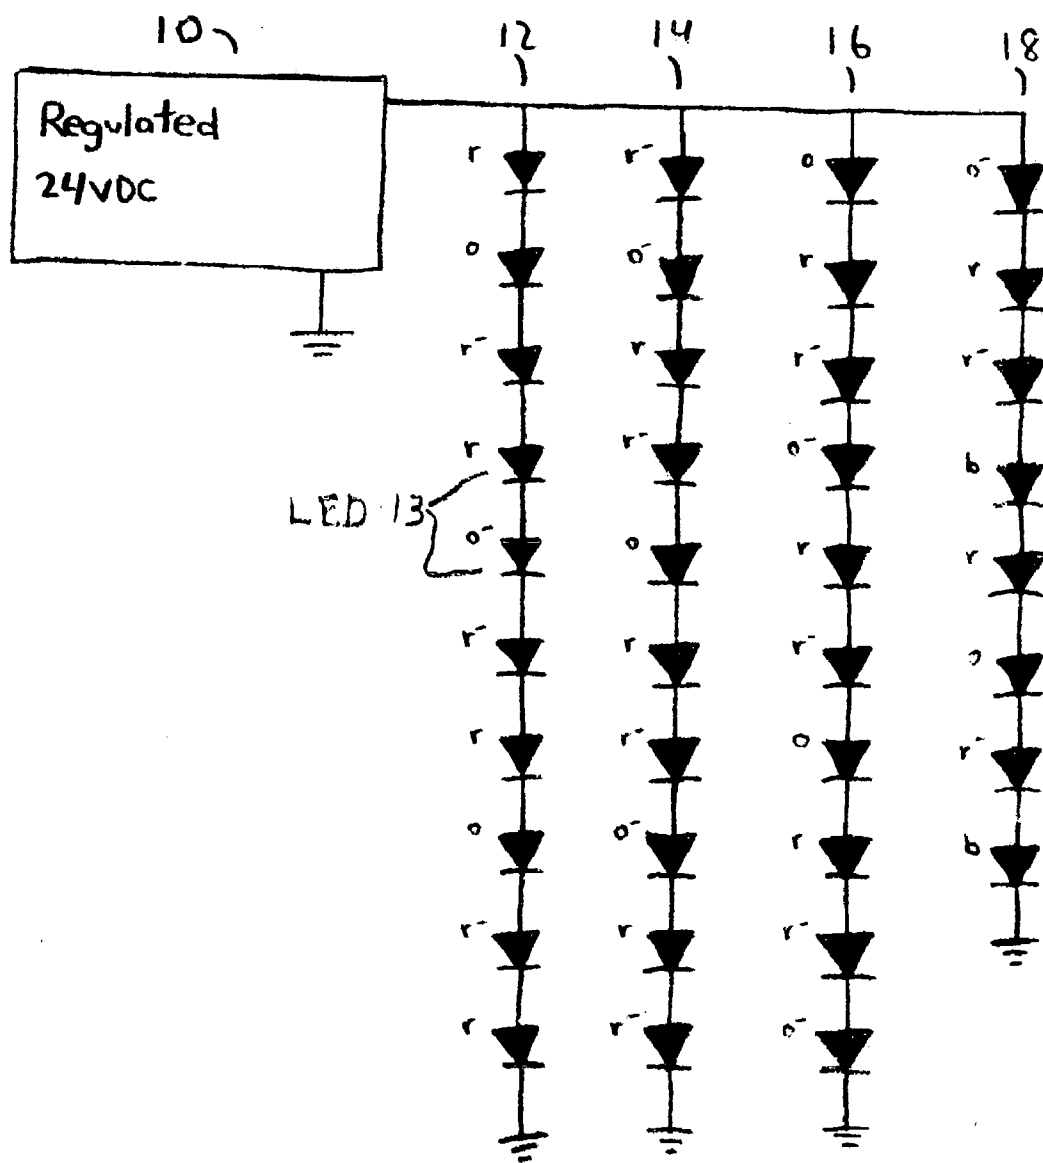 10
12
14
16
18
Regulated
24VDC
r
r-
o
o-
o
o-
r
r
r-
r
r-
r-
r
r-
o-
b
LED 13
o-
o
r
r
r-
r
r-
o
r
r-
o
r-
o
o-
r
b
r-
r
r-
r
r-
o-